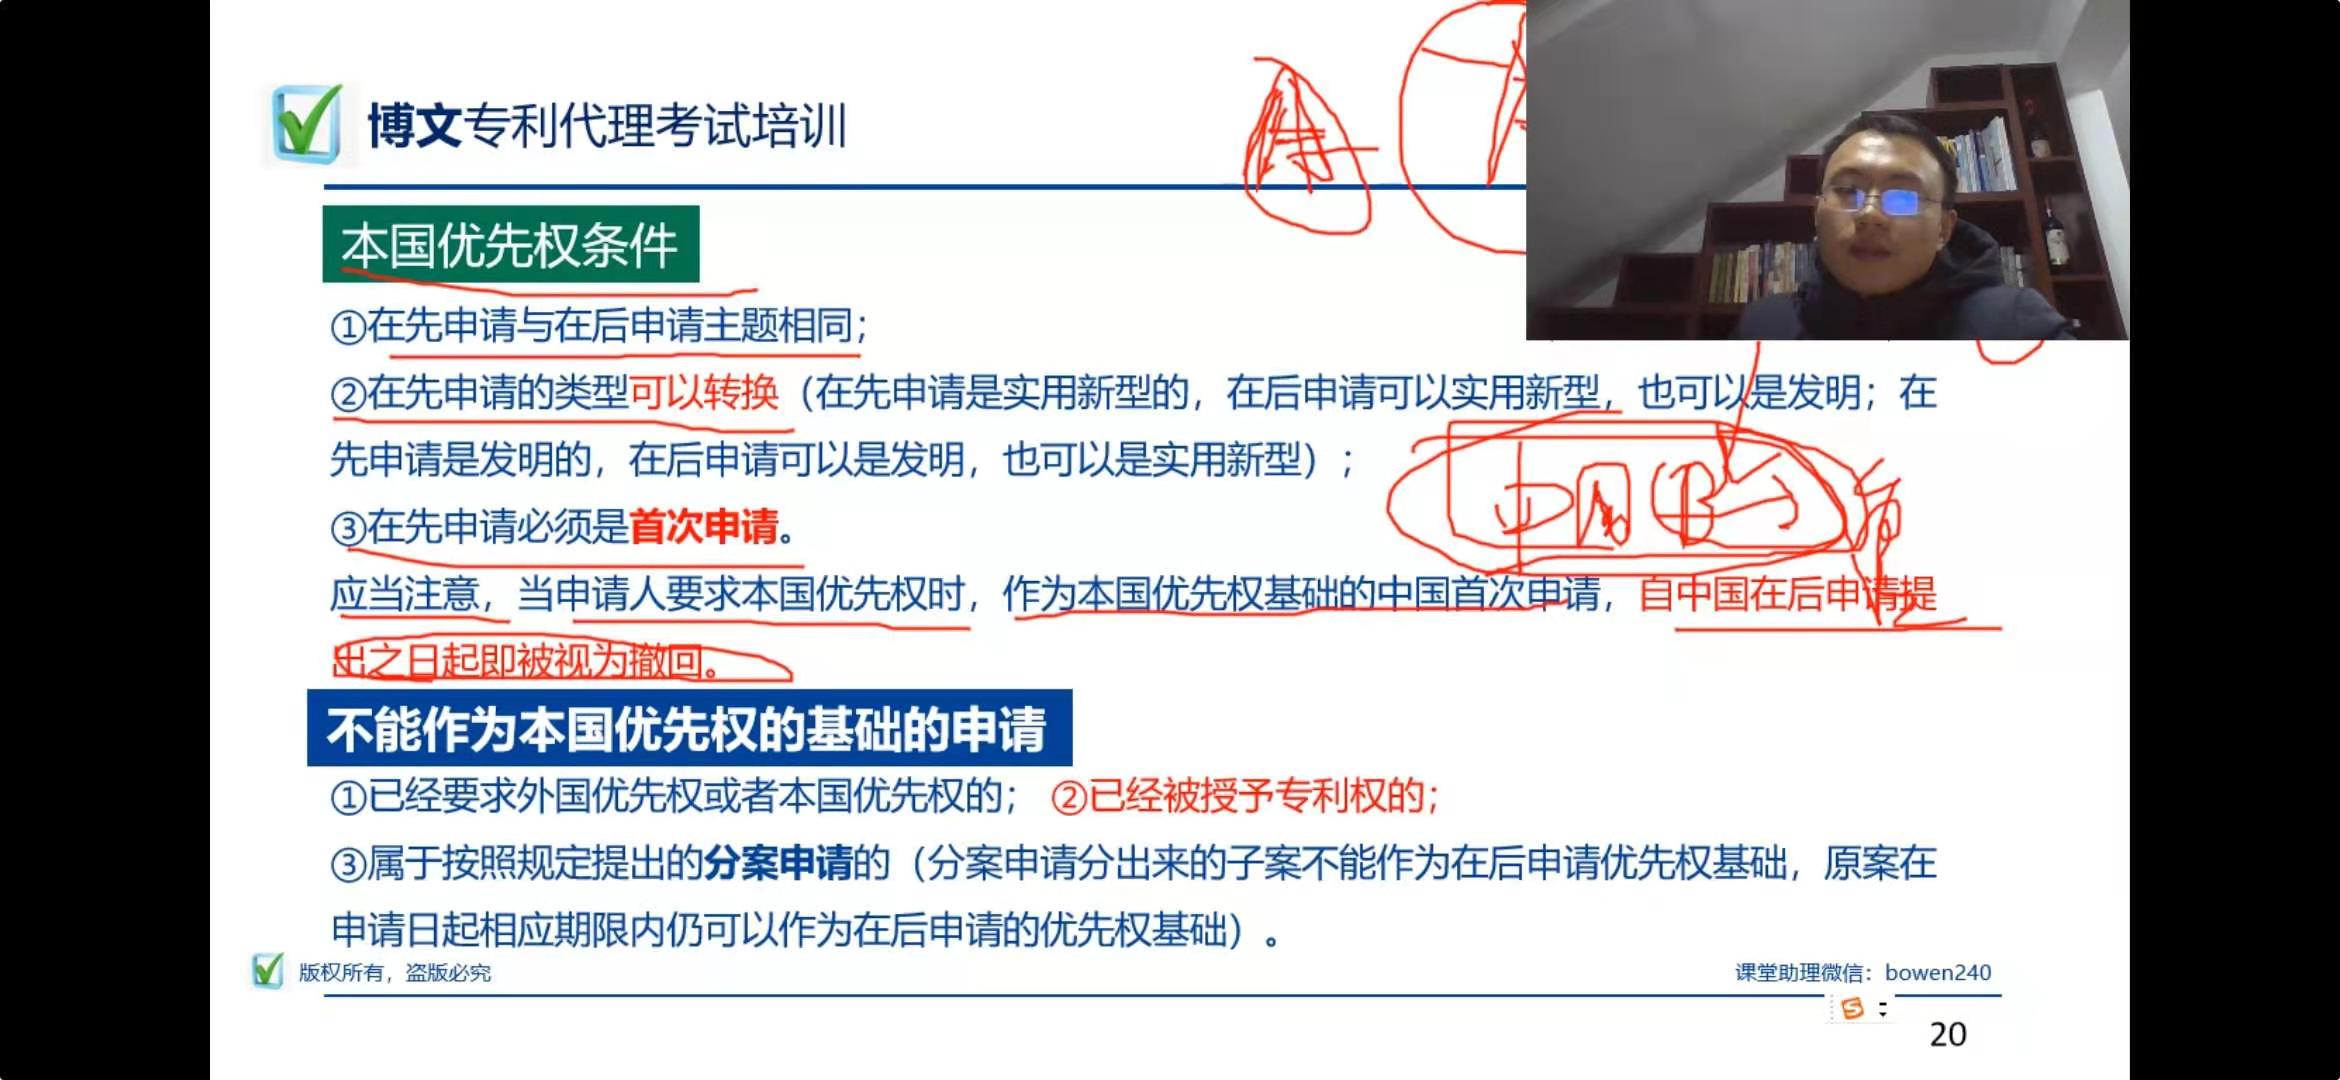 博文专利代理考试培训
本国优先权条件
①在先申请与在后申请主题相同；
②在先申请的类型可以转换（在先申请是实用新型的，在后申请可以实用新型，也可以是发明；在
先申请是发明的，在后申请可以是发明，也可以是实用新型）；
③在先申请必须是首次申请。
应当注意，当申请人要求本国优先权时，作为本国优先权基础的中国首次申请，自中国在后申请提
出之日起即被视为撤回。
不能作为本国优先权的基础的申请
①已经要求外国优先权或者本国优先权的； ②已经被授予专利权的；
③属于按照规定提出的分案申请的（分案申请分出来的子案不能作为在后申请优先权基础，原案在
申请日起相应期限内仍可以作为在后申请的优先权基础）。
版权所有，盗版必究
课堂助理微信：bowen240
20